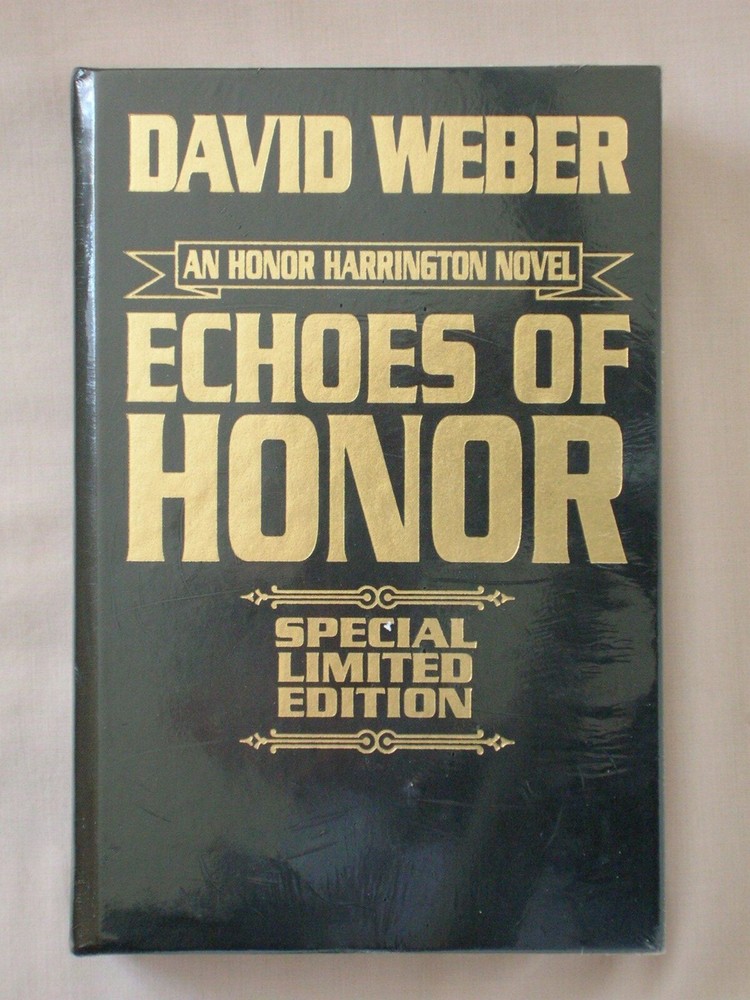 DAVID WEBER
AN HONOR HARRINGTON NOVEL
ECHOES OF
HONOR
SPECIAL
LIMITED
EDITION